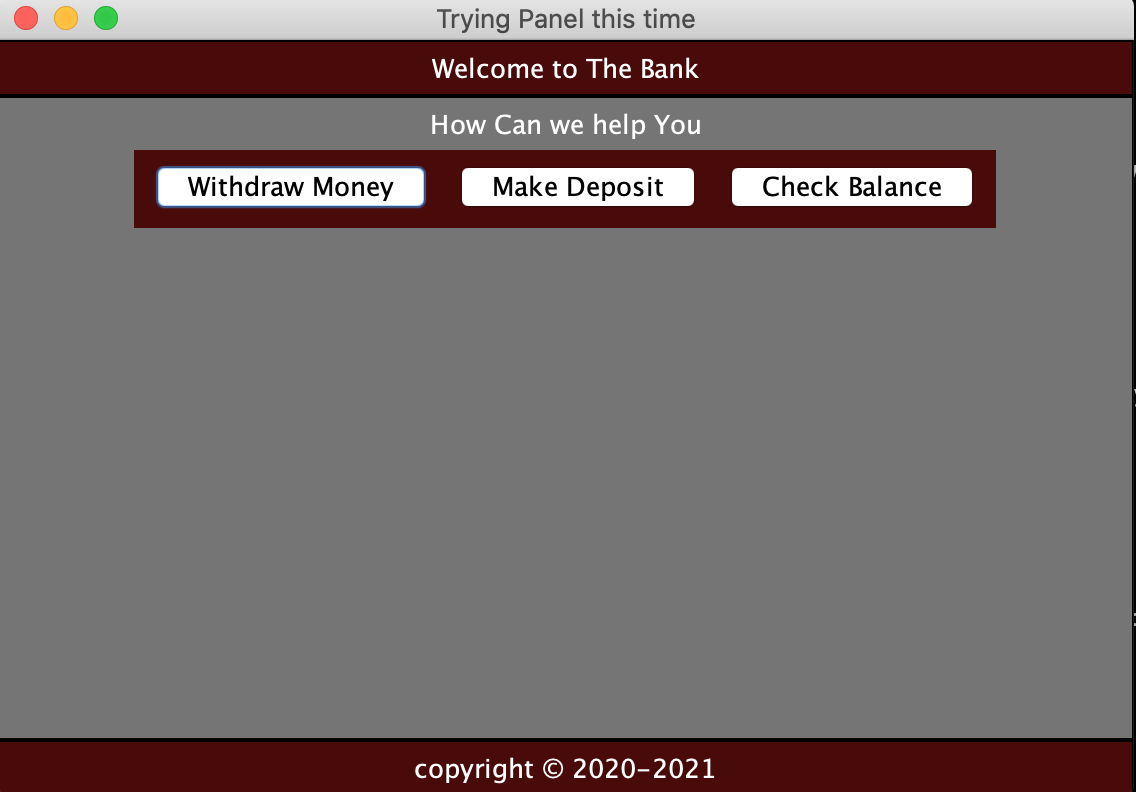 Trying Panel this time
Welcome to The Bank
How Can we help You
Withdraw Money Make Deposit Check Balance
copyright © 2020-2021